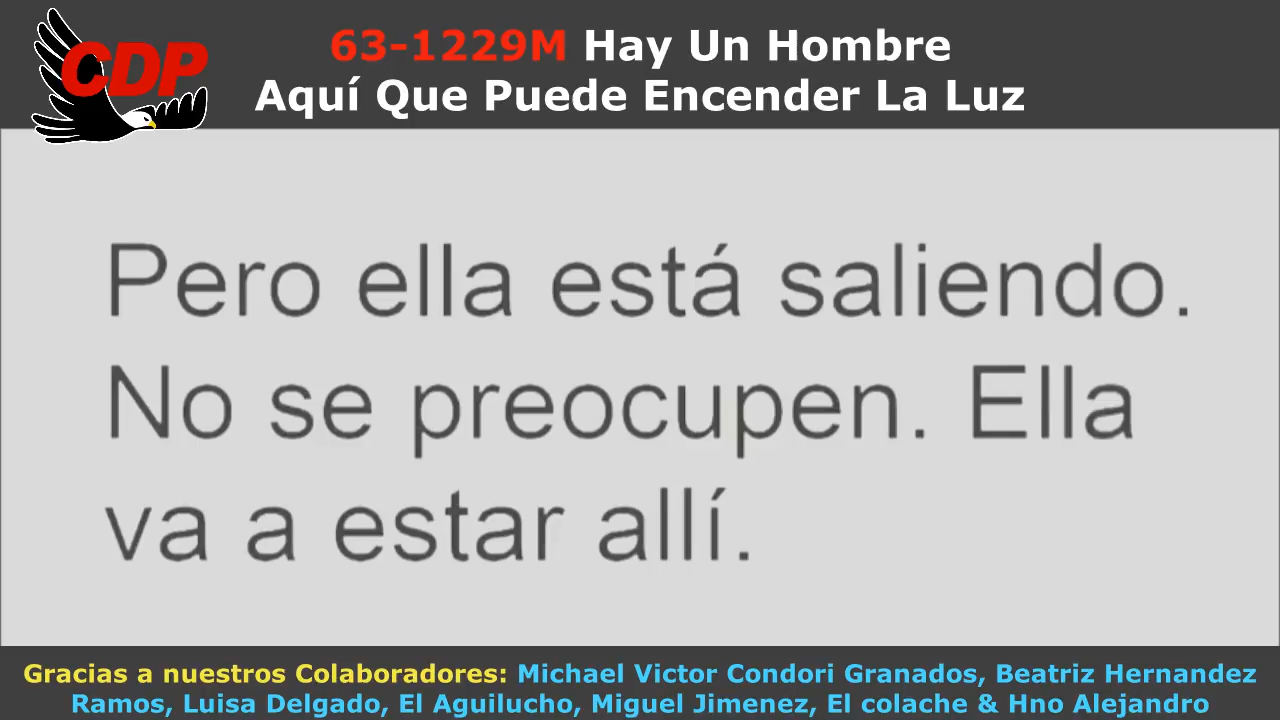 CDP
63-1229M Hay Un Hombre
Aquí Que Puede Encender La Luz
Pero ella está saliendo.
No se preocupen. Ella
va a estar allí.
Gracias a nuestros Colaboradores: Michael Victor Condori Granados, Beatriz Hernandez
Ramos, Luisa Delgado, El Aguilucho, Miguel Jimenez, El colache & Hno Alejandro